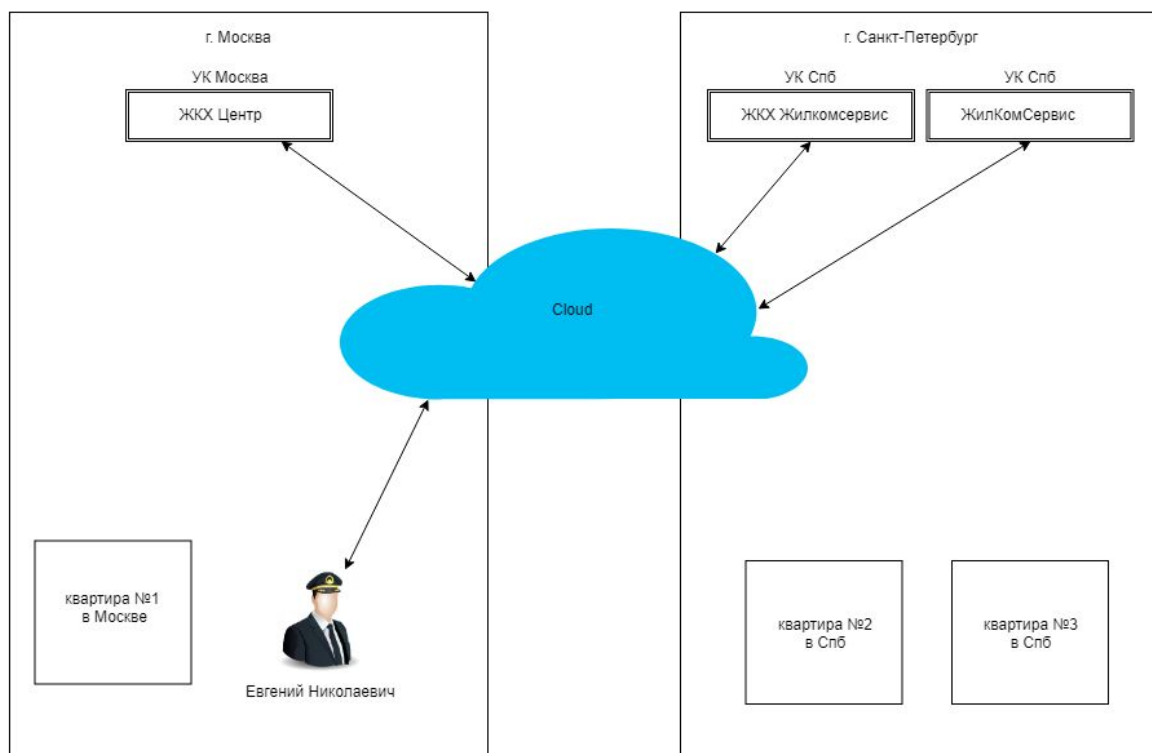 г. Москва
г. Санкт-Петербург
УК Москва
УК Спб
УК Спб
ЖКХ Центр
ЖКХ Жилкомсервис
ЖилКомСервис
Cloud
квартира №1
в Москве
квартира №2
в Спб
квартира №3
в Спб
Евгений Николаевич